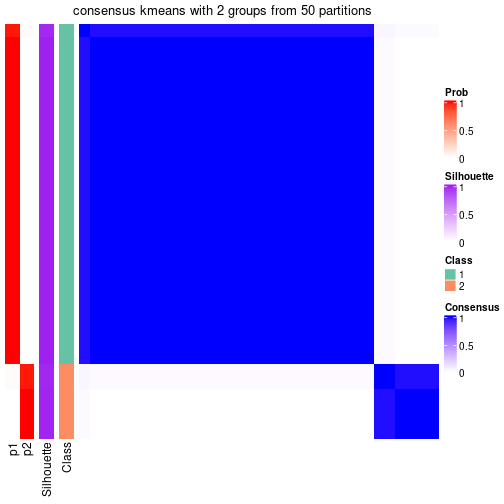 consensus kmeans with 2 groups from 50 partitions
Prob
1
0.5
0
Silhouette
1
0.5
0
Class
1
2
Consensus
1
0.5
0
p1
p2
Silhouette
Class